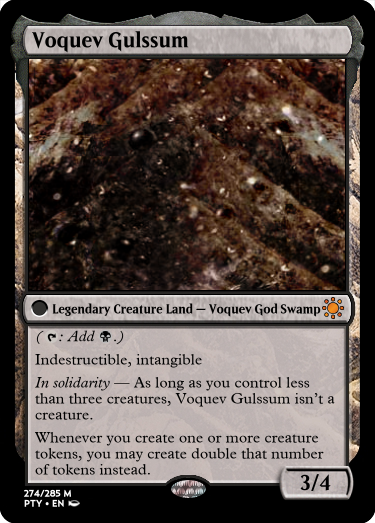 Voquev Gulssum
Legendary Creature Land — Voquev God Swamp
( : Add .)
Indestructible, intangible
In solidarity — As long as you control less
than three creatures, Voquev Gulssum isn't a
creature.
Whenever you create one or more creature
tokens, you may create double that number
of tokens instead.
3/4
274/285 M
PTY • EN